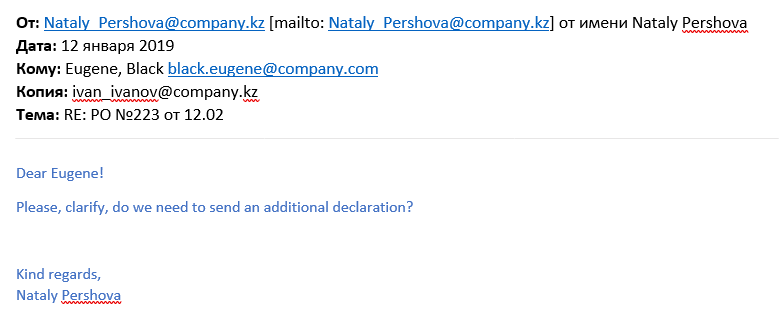 От: Nataly_Pershova@company.kz [mailto: Nataly_Pershova@company.kz] от имени Nataly Pershova
Дата: 12 января 2019
Кому: Eugene, Black black.eugene@company.com
Копия: ivan_ivanov@company.kz
Тема: RE: PO №223 от 12.02
Dear Eugene!
Please, clarify, do we need to send an additional declaration?
Kind regards,
Nataly Pershova